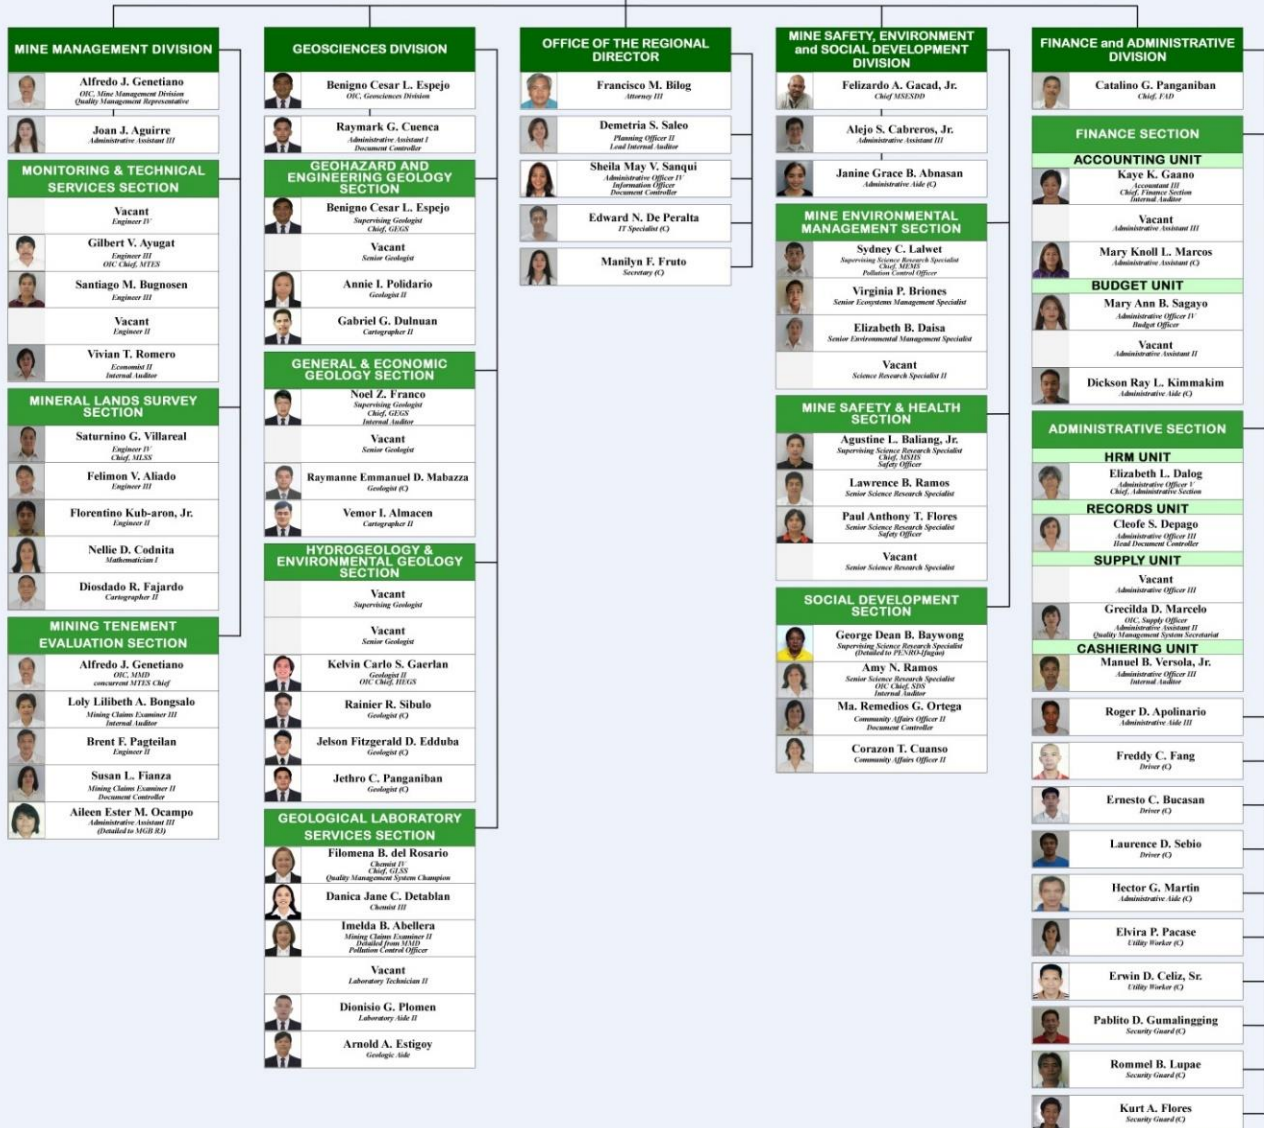 MINE MANAGEMENT DIVISION
Alfredo J. Genetiano
OIC, Mine Management Division
Quality Management Representative
Joan J. Aguirre
Administrative Assistant III
MONITORING & TECHNICAL
SERVICES SECTION
Vacant
Engineer IV
Gilbert V. Ayugat
Engineer III
OIC Chief, MTES
Santiago M. Bugnosen
Engineer III
Vacant
Engineer II
Vivian T. Romero
Economist II
Internal Auditor
MINERAL LANDS SURVEY
SECTION
Saturnino G. Villareal
Engineer IV
Chief, MLSS
Felimon V. Aliado
Engineer III
Florentino Kub-aron, Jr.
Engineer II
Nellie D. Codnita
Mathematician I
Diosdado R. Fajardo
Cartographer II
MINING TENEMENT
EVALUATION SECTION
Alfredo J. Genetiano
OIC, MMD
concurrent MTES Chief
Loly Lilibeth A. Bongsalo
Mining Claims Examiner III
Internal Auditor
Brent F. Pagteilan
Engineer II
Susan L. Fianza
Mining Claims Examiner II
Document Controller
Aileen Ester M. Ocampo
Administrative Assistant III
(Detailed to MGB R3)
GEOSCIENCES DIVISION
Benigno Cesar L. Espejo
OIC, Geosciences Division
Raymark G. Cuenca
Administrative Assistant I
Document Controller
GEOHAZARD AND
ENGINEERING GEOLOGY
SECTION
Benigno Cesar L. Espejo
Supervising Geologist
Chief, GEGS
Vacant
Senior Geologist
Annie I. Polidario
Geologist II
Gabriel G. Dulnuan
Cartographer II
GENERAL & ECONOMIC
GEOLOGY SECTION
Noel Z. Franco
Supervising Geologist
Chief, GEGS
Internal Auditor
Vacant
Senior Geologist
Raymanne Emmanuel D. Mabazza
Geologist (C)
Vemor I. Almacen
Cartographer II
HYDROGEOLOGY &
ENVIRONMENTAL GEOLOGY
SECTION
Vacant
Supervising Geologist
Vacant
Senior Geologist
Kelvin Carlo S. Gaerlan
Geologist II
OIC Chief, HEGS
Rainier R. Sibulo
Geologist (C)
Jelson Fitzgerald D. Edduba
Geologist (C)
Jethro C. Panganiban
Geologist (C)
GEOLOGICAL LABORATORY
SERVICES SECTION
Filomena B. del Rosario
Chemist IV
Chief, GLSS
Quality Management System Champion
Danica Jane C. Detablan
Chemist III
Imelda B. Abellera
Mining Claims Examiner II
Detailed from MMD
Pollution Control Officer
Vacant
Laboratory Technician II
Dionisio G. Plomen
Laboratory Aide II
Arnold A. Estigoy
Geologic Aide
OFFICE OF THE REGIONAL
DIRECTOR
Francisco M. Bilog
Attorney III
Demetria S. Saleo
Planning Officer II
Lead Internal Auditor
Sheila May V. Sanqui
Administrative Officer IV
Information Officer
Document Controller
Edward N. De Peralta
IT Specialist (C)
Manilyn F. Fruto
Secretary (C)
MINE SAFETY, ENVIRONMENT
and SOCIAL DEVELOPMENT
DIVISION
Felizardo A. Gacad, Jr.
Chief MSESDD
Alejo S. Cabreros, Jr.
Administrative Assistant III
Janine Grace B. Abnasan
Administrative Aide (C)
MINE ENVIRONMENTAL
MANAGEMENT SECTION
Sydney C. Lalwet
Supervising Science Research Specialist
Chief, MEMS
Pollution Control Officer
Virginia P. Briones
Senior Ecosystems Management Specialist
Elizabeth B. Daisa
Senior Environmental Management Specialist
Vacant
Science Research Specialist II
MINE SAFETY & HEALTH
SECTION
Agustine L. Baliang, Jr.
Supervising Science Research Specialist
Chief, MSHS
Safety Officer
Lawrence B. Ramos
Senior Science Research Specialist
Paul Anthony T. Flores
Senior Science Research Specialist
Safety Officer
Vacant
Senior Science Research Specialist
SOCIAL DEVELOPMENT
SECTION
George Dean B. Baywong
Supervising Science Research Specialist
(Detailed to PENRO-Ifugao)
Amy N. Ramos
Senior Science Research Specialist
OIC Chief, SDS
Internal Auditor
Ma. Remedios G. Ortega
Community Affairs Officer II
Document Controller
Corazon T. Cuanso
Community Affairs Officer II
FINANCE and ADMINISTRATIVE
DIVISION
Catalino G. Panganiban
Chief, FAD
FINANCE SECTION
ACCOUNTING UNIT
Kaye K. Gaano
Accountant III
Chief, Finance Section
Internal Auditor
Vacant
Administrative Assistant III
Mary Knoll L. Marcos
Administrative Assistant (C)
BUDGET UNIT
Mary Ann B. Sagayo
Administrative Officer IV
Budget Officer
Vacant
Administrative Assistant II
Dickson Ray L. Kimmakim
Administrative Aide (C)
ADMINISTRATIVE SECTION
HRM UNIT
Elizabeth L. Dalog
Administrative Officer V
Chief, Administrative Section
RECORDS UNIT
Cleofe S. Depago
Administrative Officer III
Head Document Controller
SUPPLY UNIT
Vacant
Administrative Officer III
Grecilda D. Marcelo
OIC, Supply Officer
Administrative Assistant II
Quality Management System Secretariat
CASHIERING UNIT
Manuel B. Versola, Jr.
Administrative Officer III
Internal Auditor
Roger D. Apolinario
Administrative Aide III
Freddy C. Fang
Driver (C)
Ernesto C. Bucasan
Driver (C)
Laurence D. Sebio
Driver (C)
Hector G. Martin
Administrative Aide (C)
Elvira P. Pacase
Utility Worker (C)
Erwin D. Celiz, Sr.
Utility Worker (C)
Pablito D. Gumalingging
Security Guard (C)
Rommel B. Lupae
Security Guard (C)
Kurt A. Flores
Security Guard (C)